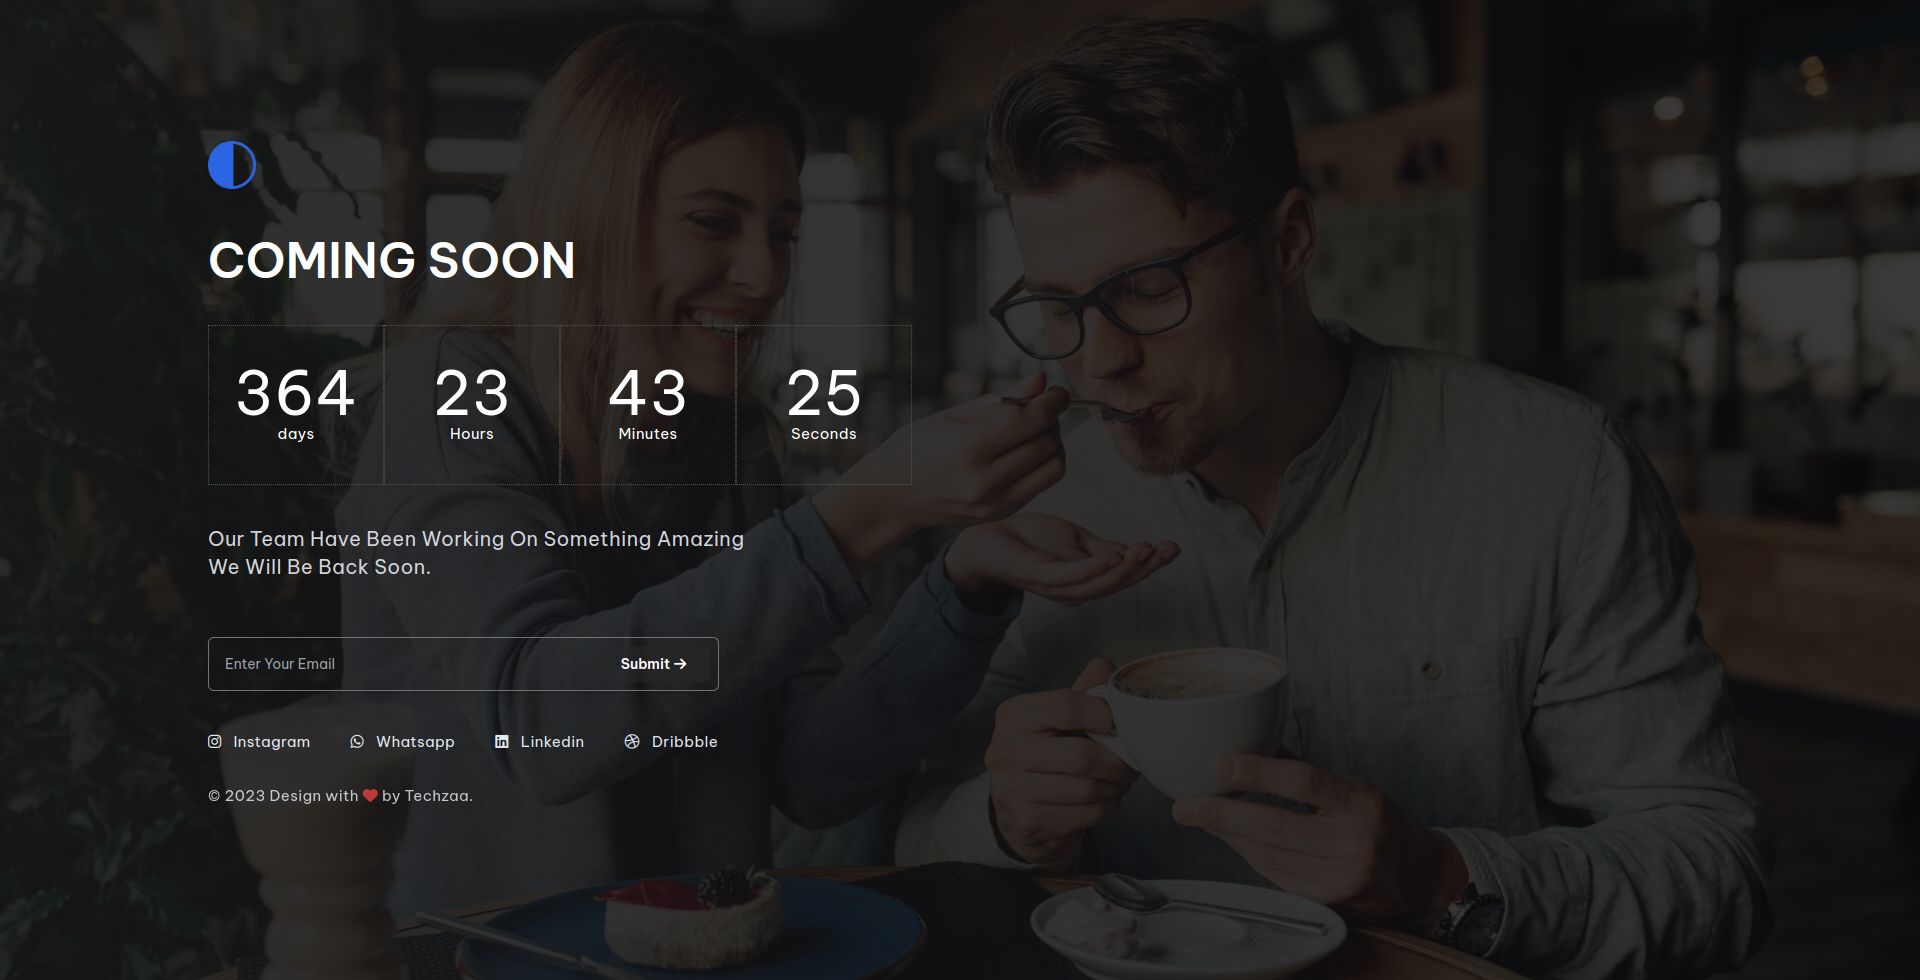 COMING SOON
364 23 43 25
days Hours Minutes Seconds
Our Team Have Been Working On Something Amazing
We Will Be Back Soon.
Enter Your Email Submit
Instagram Whatsapp Linkedin Dribbble
© 2023 Design with ❤ by Techzaa.